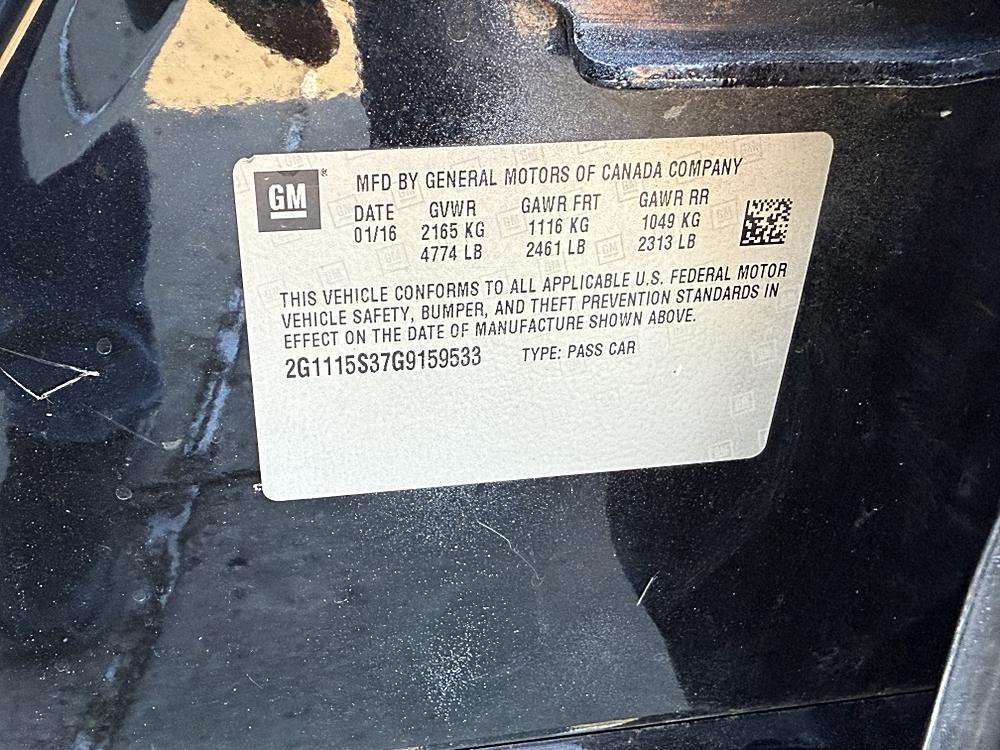 GM
MFD BY GENERAL MOTORS OF CANADA COMPANY
DATE GVWR GAWR FRT GAWR RR
01/16 2165 KG 1116 KG 1049 KG
4774 LB 2461 LB 2313 LB
THIS VEHICLE CONFORMS TO ALL APPLICABLE U.S. FEDERAL MOTOR
VEHICLE SAFETY, BUMPER, AND THEFT PREVENTION STANDARDS IN
EFFECT ON THE DATE OF MANUFACTURE SHOWN ABOVE.
2G1115S37G9159533 TYPE: PASS CAR